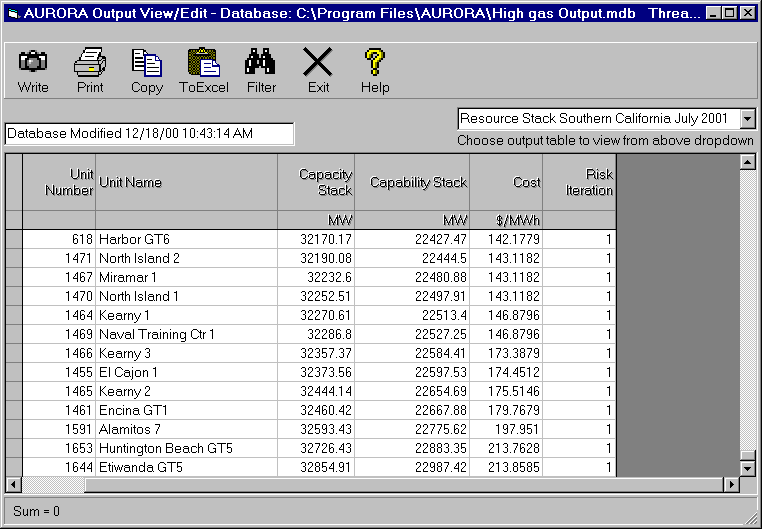 AURORA Output View/Edit - Database: C:\Program Files\AURORA\High gas Output.mdb Threa...
Write Print Copy ToExcel Filter Exit Help
Resource Stack Southern California July 2001
Database Modified 12/18/00 10:43:14 AM
Choose output table to view from above dropdown
Unit Number Unit Name Capacity Stack Capability Stack Cost Risk Iteration
MW MW $/MWh
618 Harbor GT6 32170.17 22427.47 142.1779 1
1471 North Island 2 32190.08 22444.5 143.1182 1
1467 Miramar 1 32232.6 22480.88 143.1182 1
1470 North Island 1 32252.51 22497.91 143.1182 1
1464 Kearny 1 32270.61 22513.4 146.8796 1
1469 Naval Training Ctr 1 32286.8 22527.25 146.8796 1
1466 Kearny 3 32357.37 22584.41 173.3879 1
1455 El Cajon 1 32373.56 22597.53 174.4512 1
1465 Kearny 2 32444.14 22654.69 175.5146 1
1461 Encina GT1 32460.42 22667.88 179.7679 1
1591 Alamitos 7 32593.43 22775.62 197.951 1
1653 Huntington Beach GT5 32726.43 22883.35 213.7628 1
1644 Etiwanda GT5 32854.91 22987.42 213.8585 1
Sum = 0